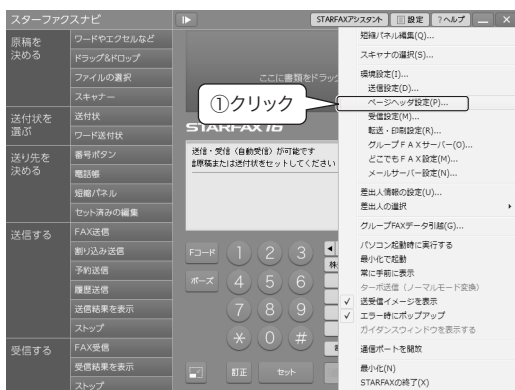 スターファクスナビ
STARFAXアシスタント
設定
?ヘルプ
原稿を
決める
ワードやエクセルなど
ドラッグ&ドロップ
ファイルの選択
スキャナー
送付状を
選ぶ
送付状
ワード送付状
送り先を
決める
番号ボタン
電話帳
短縮パネル
セット済みの編集
送信する
FAX送信
割り込み送信
予約送信
履歴送信
送信結果を表示
ストップ
受信する
FAX受信
受信結果を表示
ストップ
ここに書類をドラッ
①クリック
STARFAX 16
送信・受信（自動受信）が可能です
原稿または送付状をセットしてください
Fコード
1
2
3
ポーズ
4
5
6
7
8
9
*
0
#
訂正
セット
株
短縮パネル編集(Q)...
スキャナの選択(S)...
環境設定(I)...
送信設定(D)...
ページヘッダ設定(P)...
受信設定(M)...
転送・印刷設定(R)...
グループFAXサーバー(O)...
どこでもFAX設定(M)...
メールサーバー設定(N)...
差出人情報の設定(U)...
差出人の選択
グループFAXデータ引越(G)...
パソコン起動時に実行する
最小化で起動
常に手前に表示
ターボ送信（ノーマルモード変換）
送受信イメージを表示
エラー時にポップアップ
ガイダンスウィンドウを表示する
通信ポートを開放
最小化(N)
STARFAXの終了(X)